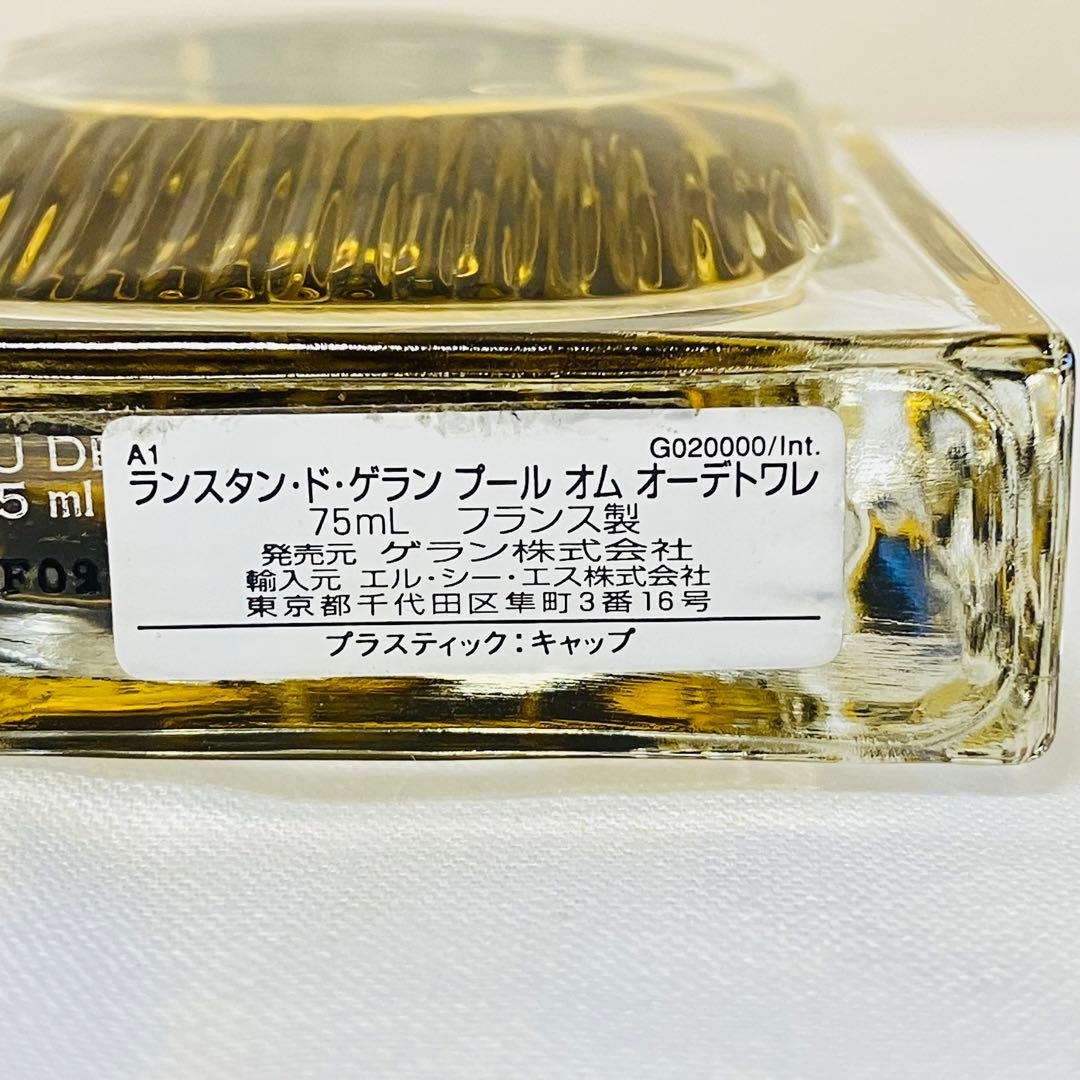 A1 G020000/Int.
ランスタン・ド・ゲラン プール オム オーデトワレ
75mL フランス製
発売元 ゲラン株式会社
輸入元 エル・シー・エス株式会社
東京都千代田区隼町3番16号
プラスティック：キャップ
U DE
5 ml
F02